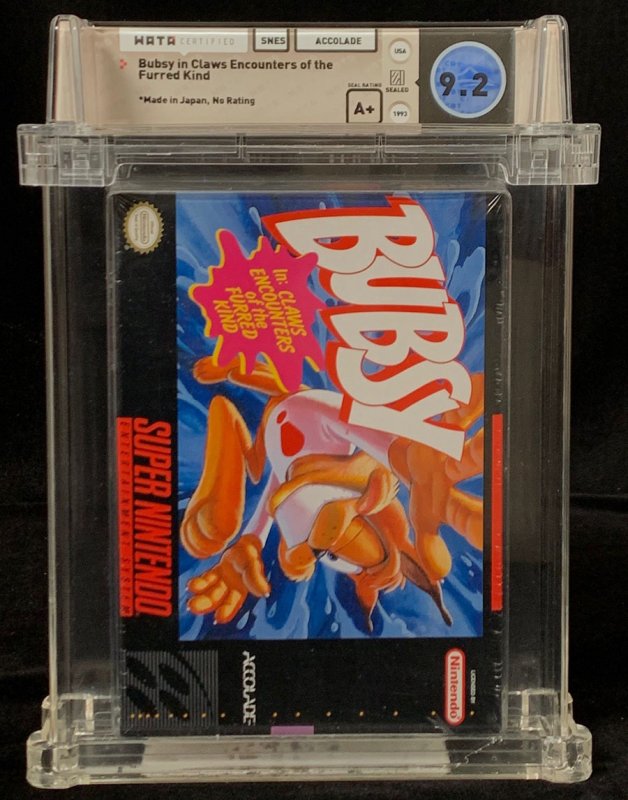 WATA CERTIFIED
SNES
ACCOLADE
USA
Bubsy in Claws Encounters of the
Furred Kind
*Made in Japan, No Rating
SEAL RATING
A+
SEALED
1993
9.2
BUBSY
In: CLAWS
ENCOUNTERS
of the
FURRED
KIND
SUPER NINTENDO
ENTERTAINMENT SYSTEM
ACCOLADE
LICENSED BY
Nintendo